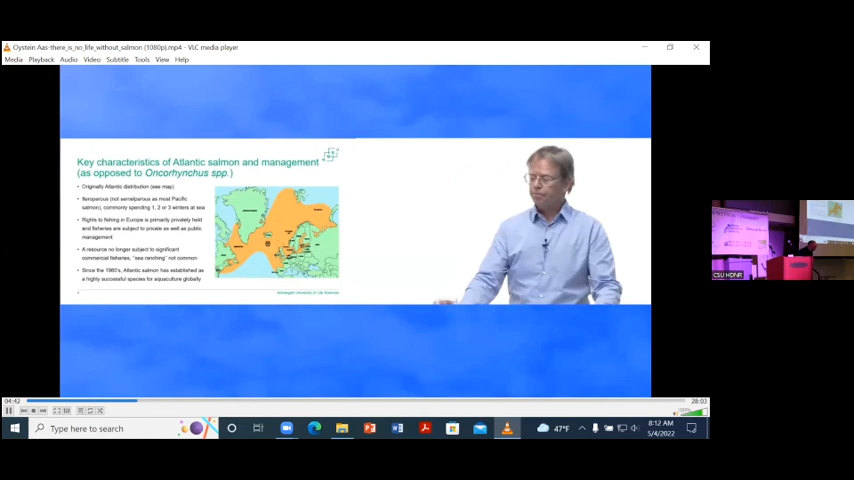 Oystein Aas-there_is_no_life_without_salmon (1080p).mp4 - VLC media player
Media Playback Audio Video Subtitle Tools View Help
Key characteristics of Atlantic salmon and management
(as opposed to Oncorhynchus spp.)
• Originally Atlantic distribution (see map)
• Iteroparous (not semelparous as most Pacific
salmon), commonly spending 1, 2 or 3 winters at sea
• Rights to fishing in Europe is primarily privately held
and fisheries are subject to private as well as public
management
• A resource no longer subject to significant
commercial fisheries, "sea ranching" not common
• Since the 1980's, Atlantic salmon has established as
a highly successful species for aquaculture globally
Norwegian University of Life Sciences
CSU HDNR
04:42
28:03
Type here to search
47°F
8:12 AM
5/4/2022